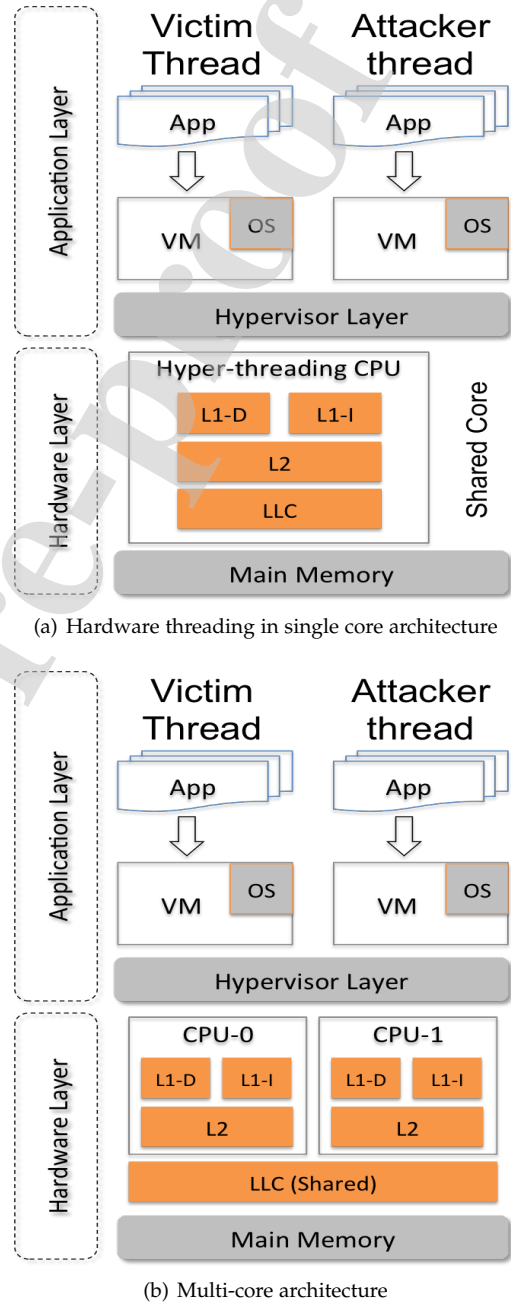 Victim Attacker
Thread thread
Application Layer
App App
VM OS VM OS
Hypervisor Layer
Hardware Layer
Hyper-threading CPU
L1-D L1-I
L2
LLC
Shared Core
Main Memory
(a) Hardware threading in single core architecture
Victim Attacker
Thread thread
Application Layer
App App
VM OS VM OS
Hypervisor Layer
Hardware Layer
CPU-0 CPU-1
L1-D L1-I L1-D L1-I
L2 L2
LLC (Shared)
Main Memory
(b) Multi-core architecture
re-proof